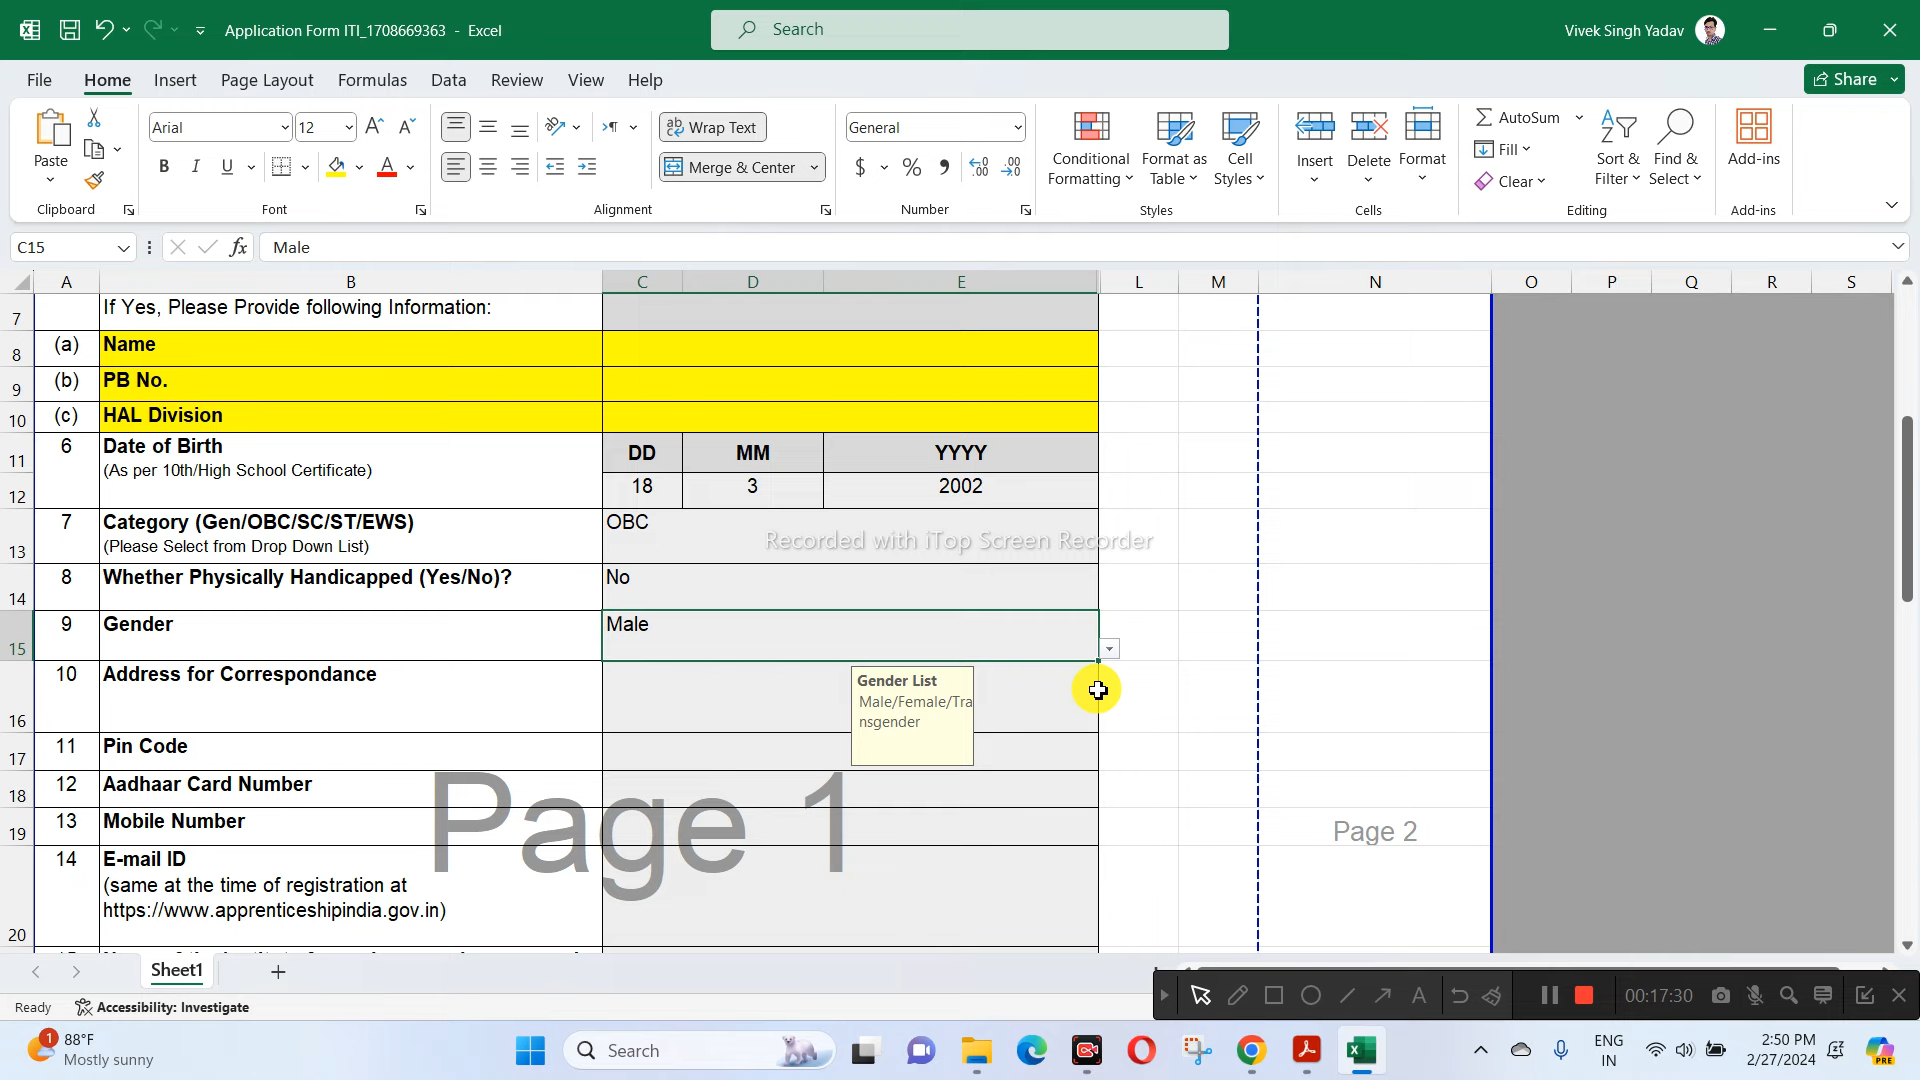 Application Form ITI_1708669363 - Excel
Search
Vivek Singh Yadav
File
Home
Insert
Page Layout
Formulas
Data
Review
View
Help
Share
Paste
Clipboard
Arial
12
B
I
U
A
Font
ab Wrap Text
Merge & Center
Alignment
General
$
%
Number
Conditional Formatting
Format as Table
Cell Styles
Styles
Insert
Delete
Format
Cells
AutoSum
Fill
Clear
Sort & Filter
Find & Select
Editing
Add-ins
Add-ins
C15
fx
Male
A B C D E L M N O P Q R S
7 If Yes, Please Provide following Information:
8 (a) Name
9 (b) PB No.
10 (c) HAL Division
11 6 Date of Birth DD MM YYYY
(As per 10th/High School Certificate)
12 18 3 2002
7 Category (Gen/OBC/SC/ST/EWS) OBC
13 (Please Select from Drop Down List)
Recorded with iTop Screen Recorder
14 8 Whether Physically Handicapped (Yes/No)? No
15 9 Gender Male
Gender List
Male/Female/Tra
nsgender
16 10 Address for Correspondance
17 11 Pin Code
18 12 Aadhaar Card Number
19 13 Mobile Number
14 E-mail ID
(same at the time of registration at
https://www.apprenticeshipindia.gov.in)
20
Page 1
Page 2
Sheet1
Ready
Accessibility: Investigate
A
00:17:30
1
88°F
Mostly sunny
Search
ENG
IN
2:50 PM
2/27/2024
PRE